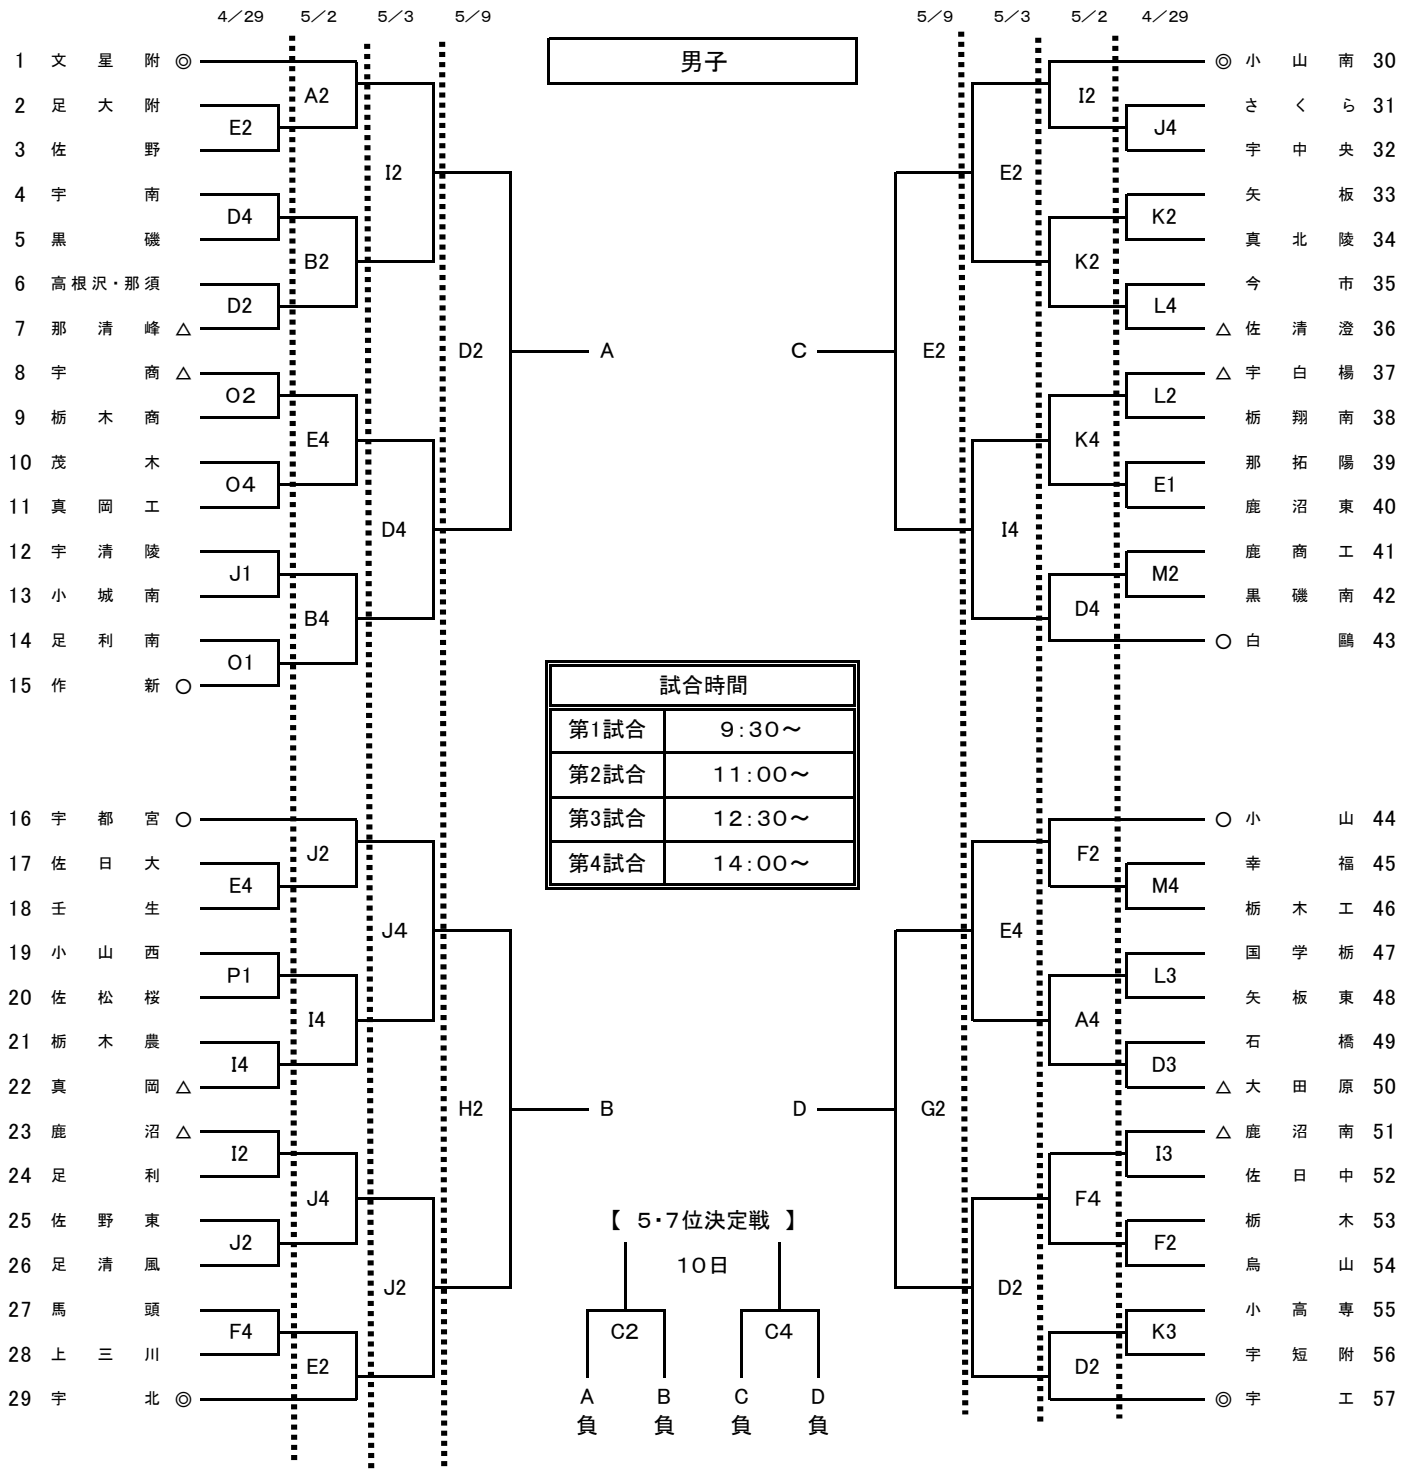 4／29 5／2 5／3 5／9 5／9 5／3 5／2 4／29
男子
1 文星附 ◎
A2
2 足大附
E2
3 佐野
I2
4 宇南
D4
5 黒磯
B2
6 高根沢・那須
D2
7 那清峰 △
D2 A
8 宇商 △
O2
9 栃木商
E4
10 茂木
O4
11 真岡工
D4
12 宇清陵
J1
13 小城南
B4
14 足利南
O1
15 作新 ○
16 宇都宮 ○
J2
17 佐日大
E4
18 壬生
J4
19 小山西
P1
20 佐松桜
I4
21 栃木農
I4
22 真岡 △
H2 B
23 鹿沼 △
I2
24 足利
J4
25 佐野東
J2
26 足清風
J2
27 馬頭
F4
28 上三川
E2
29 宇北 ◎
◎ 小山南 30
I2
さくら 31
J4
宇中央 32
E2
矢板 33
K2
真北陵 34
K2
今市 35
L4
△ 佐清澄 36
C E2
△ 宇白楊 37
L2
栃翔南 38
K4
那拓陽 39
E1
鹿沼東 40
I4
鹿商工 41
M2
黒磯南 42
D4
○ 白鷗 43
○ 小山 44
F2
幸福 45
M4
栃木工 46
E4
国学栃 47
L3
矢板東 48
A4
石橋 49
D3
△ 大田原 50
D G2
△ 鹿沼南 51
I3
佐日中 52
F4
栃木 53
F2
烏山 54
D2
小高専 55
K3
宇短附 56
D2
◎ 宇工 57
試合時間
第1試合 9：30～
第2試合 11：00～
第3試合 12：30～
第4試合 14：00～
【 5・7位決定戦 】
10日
C2 C4
A B C D
負 負 負 負